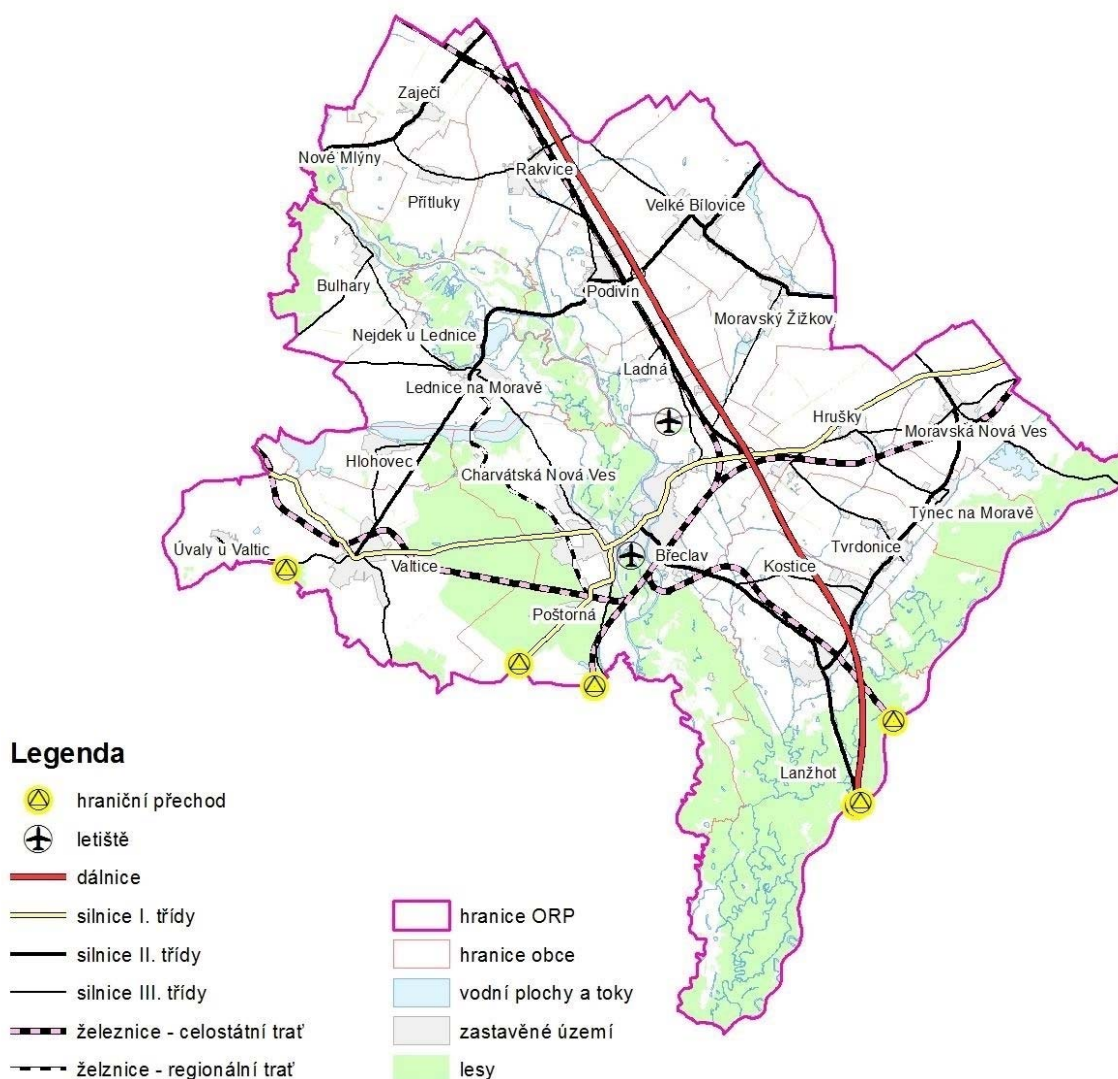 Zaječí
Nové Mlýny
Rakvice
Přítluky
Velké Bílovice
Bulhary
Podivín
Moravský Žižkov
Nejdek u Lednice
Ladná
Lednice na Moravě
Hrušky
Moravská Nová Ves
Hlohovec
Charvátská Nová Ves
Týnec na Moravě
Úvaly u Valtic
Valtice
Břeclav
Kostice
Tvrdonice
Poštorná
Lanžhot
Legenda
hraniční přechod
letiště
dálnice
silnice I. třídy
silnice II. třídy
silnice III. třídy
železnice - celostátní trať
želznice - regionální trať
hranice ORP
hranice obce
vodní plochy a toky
zastavěné území
lesy